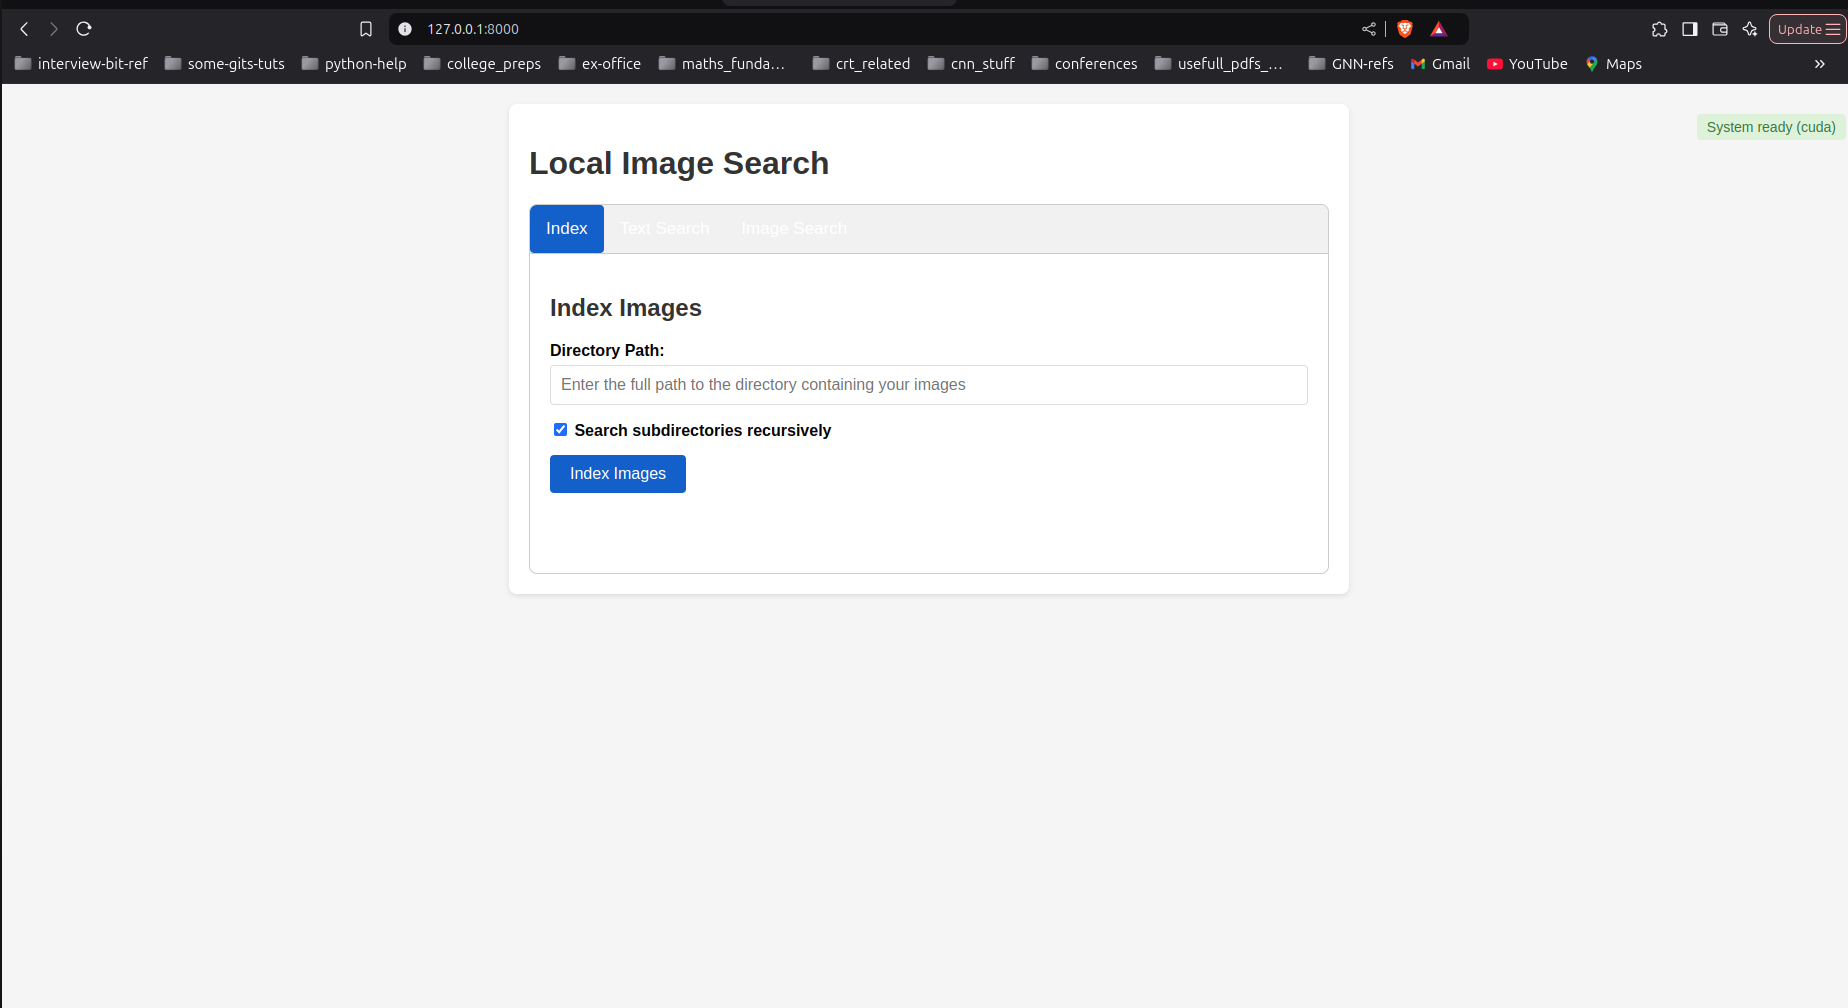 127.0.0.1:8000
Update
interview-bit-ref some-gits-tuts python-help college_preps ex-office maths_funda... crt_related cnn_stuff conferences usefull_pdfs_... GNN-refs Gmail YouTube Maps »
System ready (cuda)
Local Image Search
Index Text Search Image Search
Index Images
Directory Path:
Enter the full path to the directory containing your images
Search subdirectories recursively
Index Images